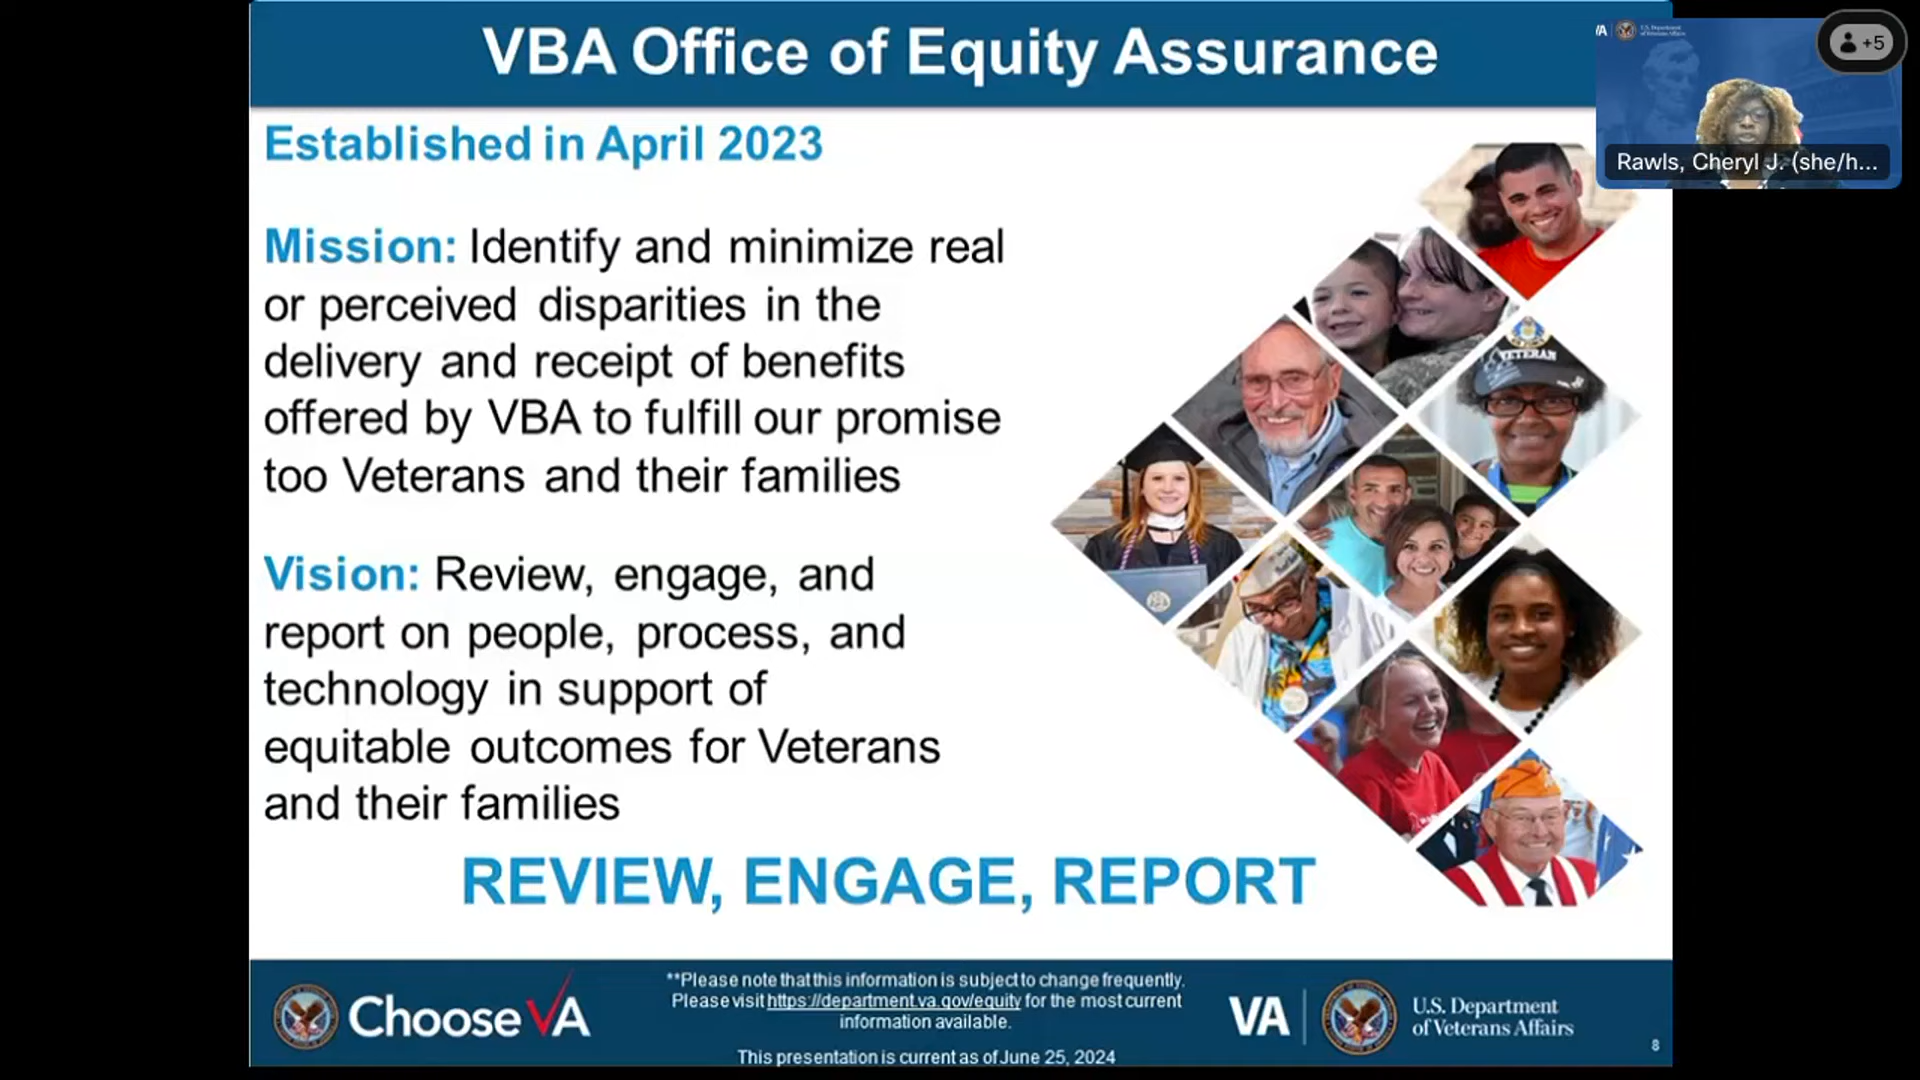 VBA Office of Equity Assurance
VA U.S. Department of Veterans Affairs
+5
Rawls, Cheryl J. (she/h...
Established in April 2023
Mission: Identify and minimize real
or perceived disparities in the
delivery and receipt of benefits
offered by VBA to fulfill our promise
too Veterans and their families
VETERAN
Vision: Review, engage, and
report on people, process, and
technology in support of
equitable outcomes for Veterans
and their families
REVIEW, ENGAGE, REPORT
Choose VA
**Please note that this information is subject to change frequently.
Please visit https://department.va.gov/equity for the most current
information available.
This presentation is current as of June 25, 2024
VA
U.S. Department
of Veterans Affairs
8